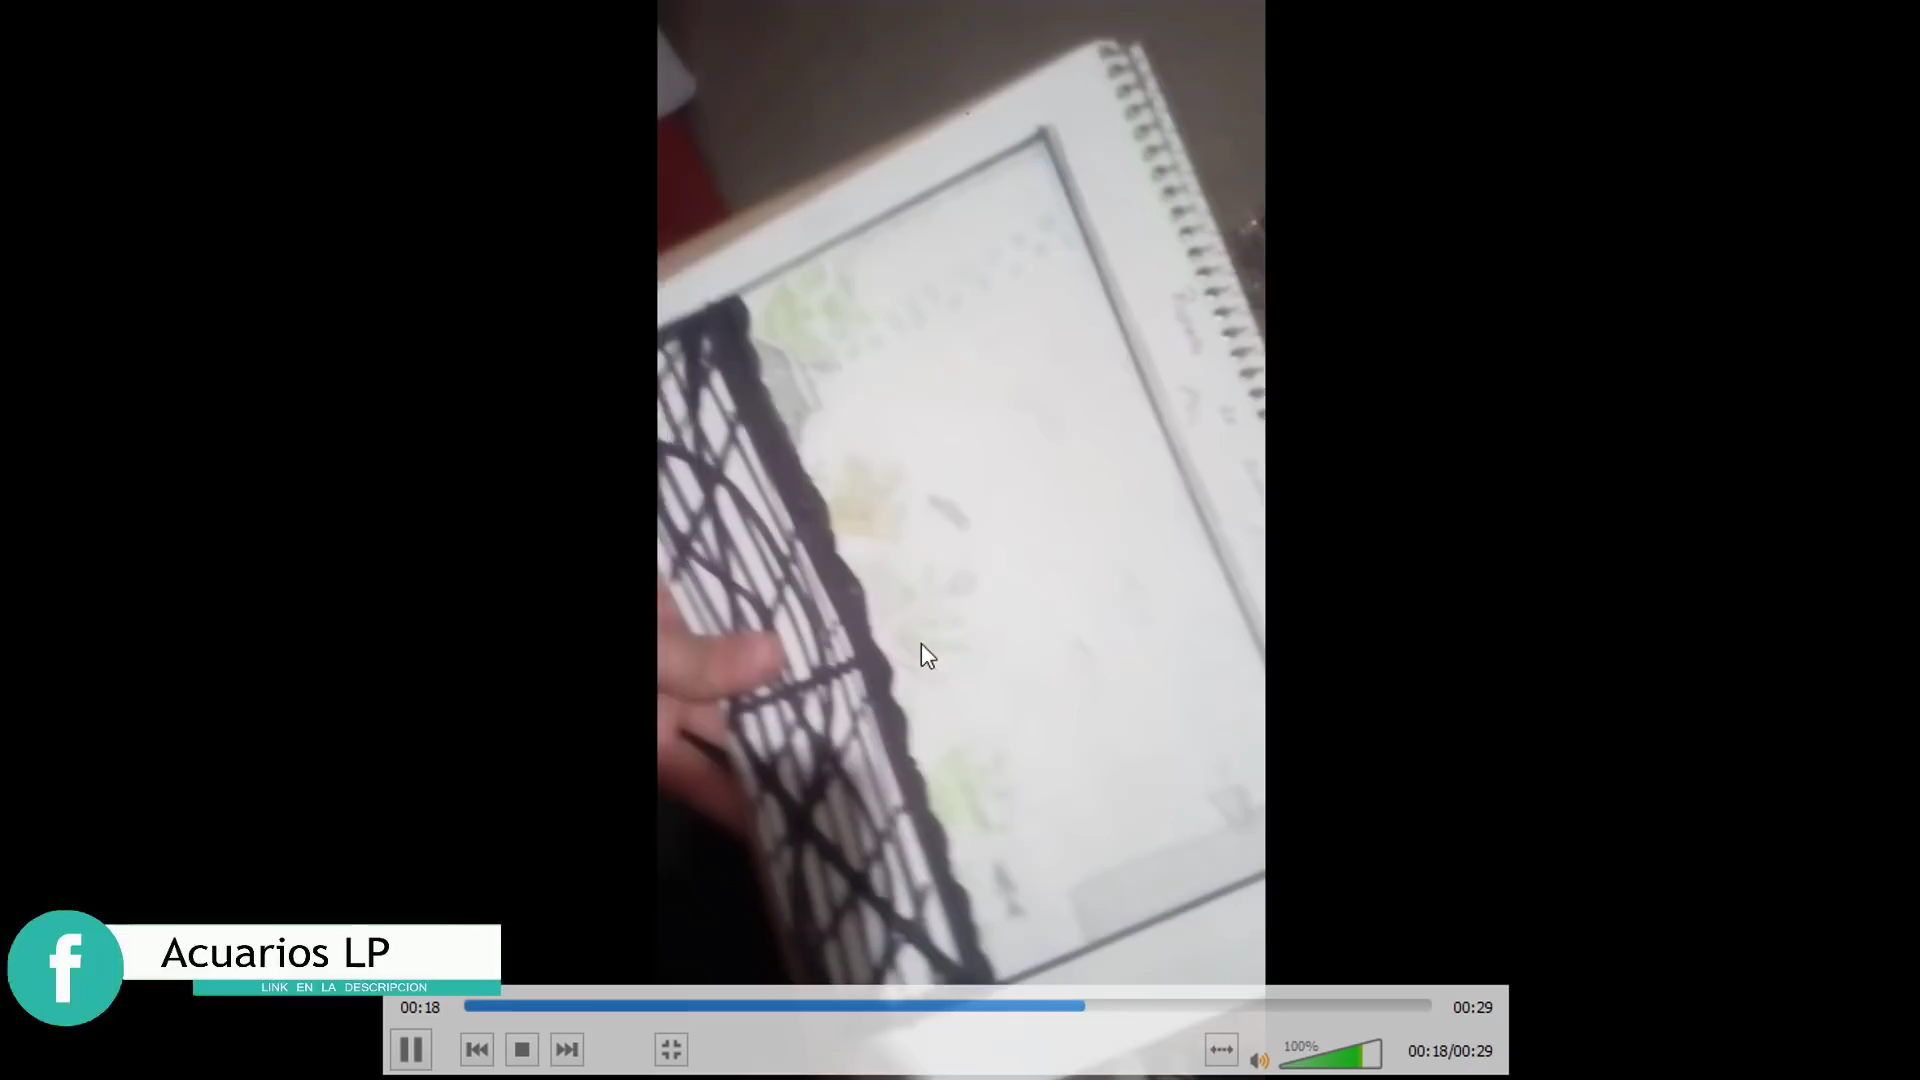 f Acuarios LP
LINK EN LA DESCRIPCION
00:18
00:29
100%
00:18/00:29